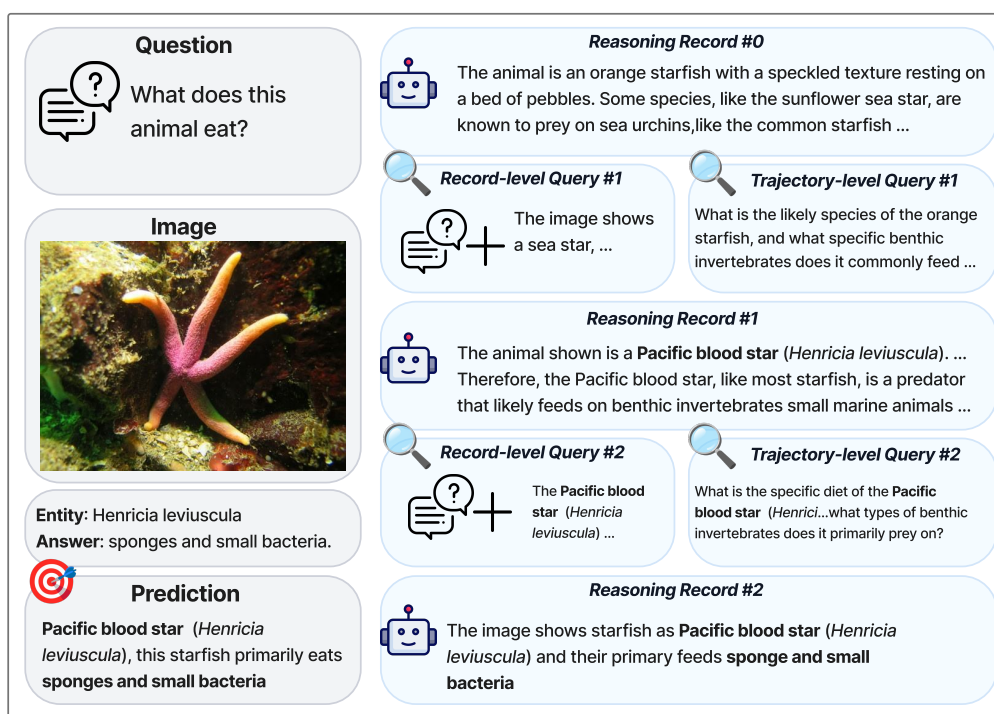 Question
What does this
animal eat?
Image
Entity: Henricia leviuscula
Answer: sponges and small bacteria.
Prediction
Pacific blood star (Henricia
leviuscula), this starfish primarily eats
sponges and small bacteria
Reasoning Record #0
The animal is an orange starfish with a speckled texture resting on
a bed of pebbles. Some species, like the sunflower sea star, are
known to prey on sea urchins,like the common starfish ...
Record-level Query #1
The image shows
a sea star, ...
Trajectory-level Query #1
What is the likely species of the orange
starfish, and what specific benthic
invertebrates does it commonly feed ...
Reasoning Record #1
The animal shown is a Pacific blood star (Henricia leviuscula). ...
Therefore, the Pacific blood star, like most starfish, is a predator
that likely feeds on benthic invertebrates small marine animals ...
Record-level Query #2
The Pacific blood
star (Henricia
leviuscula) ...
Trajectory-level Query #2
What is the specific diet of the Pacific
blood star (Henrici...what types of benthic
invertebrates does it primarily prey on?
Reasoning Record #2
The image shows starfish as Pacific blood star (Henricia
leviuscula) and their primary feeds sponge and small
bacteria